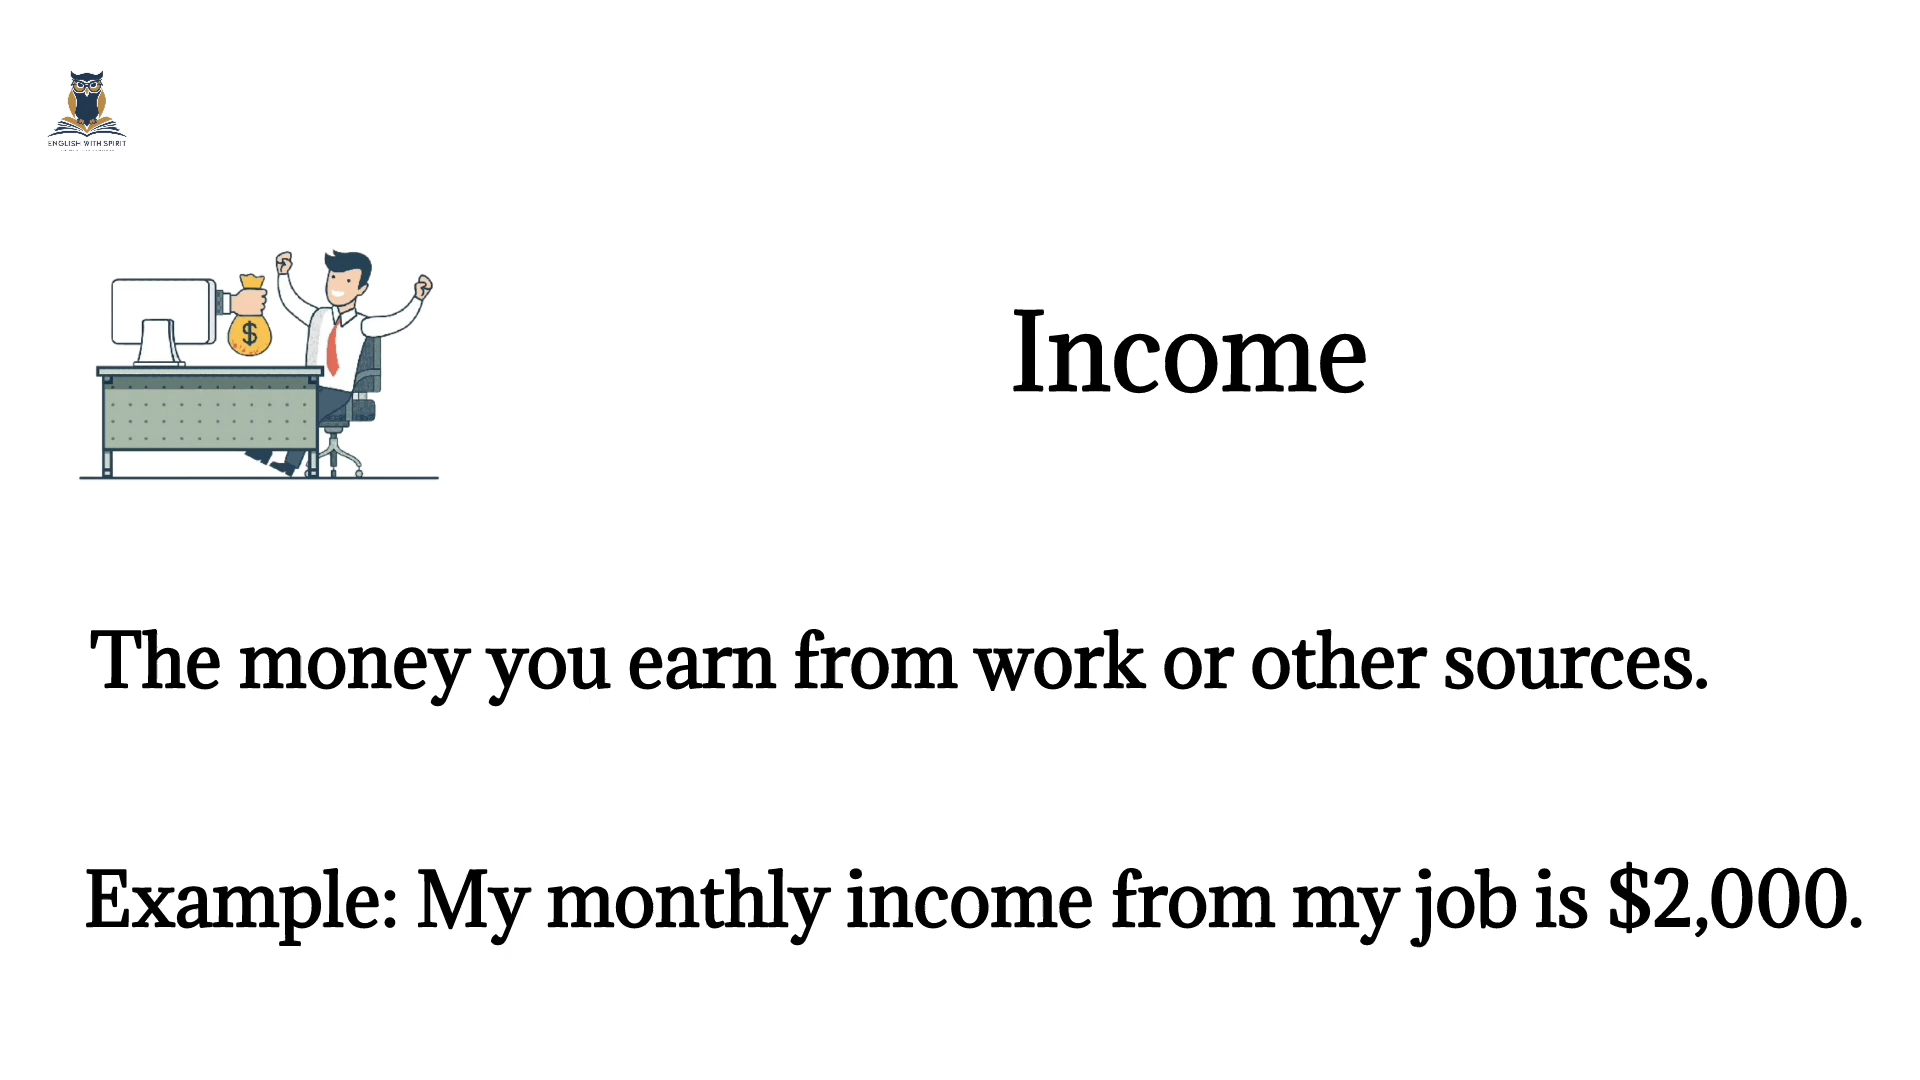 ENGLISH WITH SPIRIT
$
Income
The money you earn from work or other sources.
Example: My monthly income from my job is $2,000.